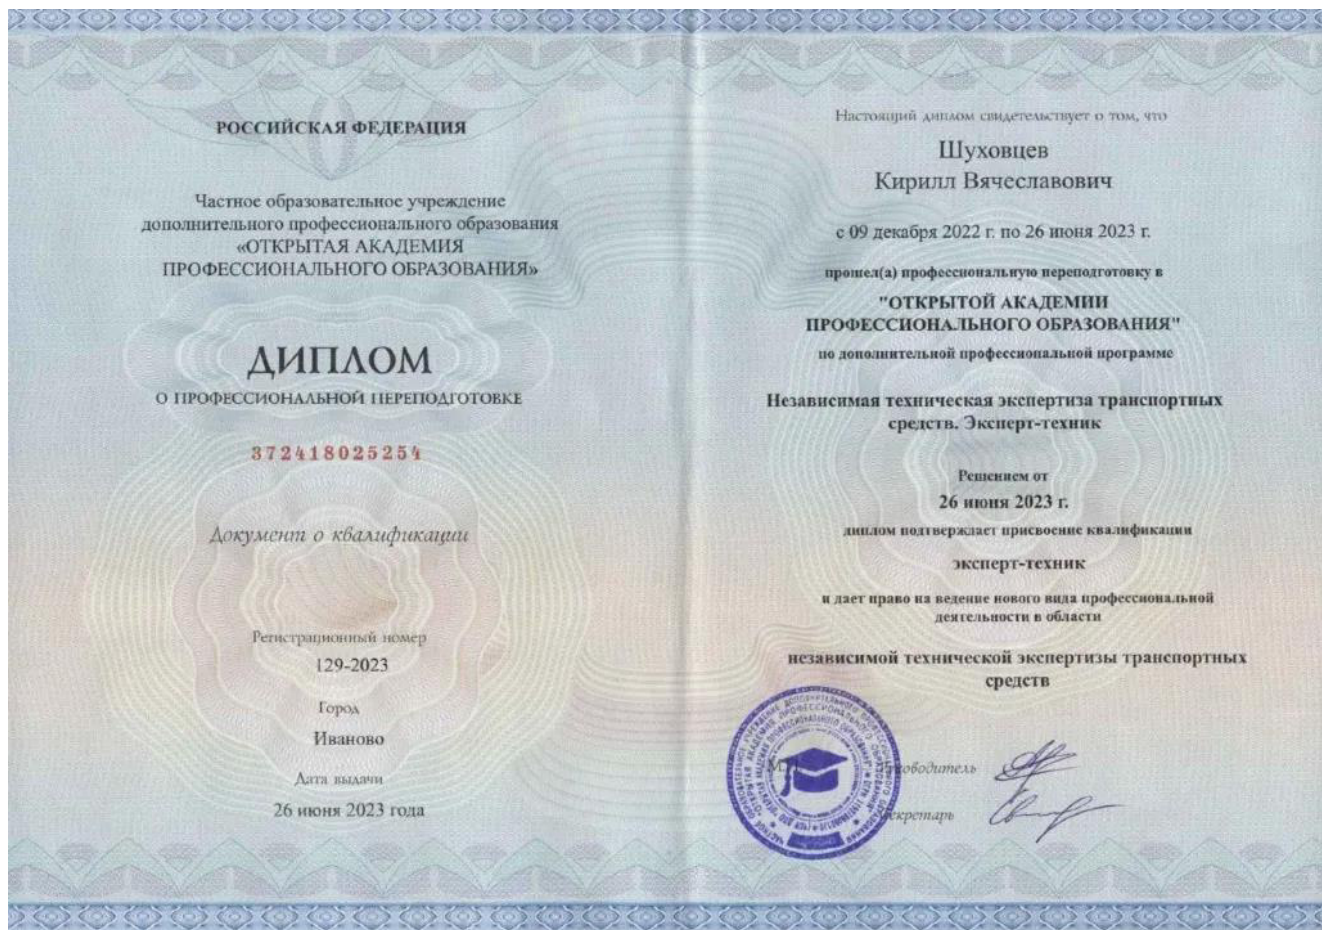 РОССИЙСКАЯ ФЕДЕРАЦИЯ
Частное образовательное учреждение
дополнительного профессионального образования
«ОТКРЫТАЯ АКАДЕМИЯ
ПРОФЕССИОНАЛЬНОГО ОБРАЗОВАНИЯ»
ДИПЛОМ
О ПРОФЕССИОНАЛЬНОЙ ПЕРЕПОДГОТОВКЕ
372418025254
Документ о квалификации
Регистрационный номер
129-2023
Город
Иваново
Дата выдачи
26 июня 2023 года
Настоящий диплом свидетельствует о том, что
Шуховцев
Кирилл Вячеславович
с 09 декабря 2022 г. по 26 июня 2023 г.
прошел(а) профессиональную переподготовку в
"ОТКРЫТОЙ АКАДЕМИИ
ПРОФЕССИОНАЛЬНОГО ОБРАЗОВАНИЯ"
по дополнительной профессиональной программе
Независимая техническая экспертиза транспортных
средств. Эксперт-техник
Решением от
26 июня 2023 г.
диплом подтверждает присвоение квалификации
эксперт-техник
и дает право на ведение нового вида профессиональной
деятельности в области
независимой технической экспертизы транспортных
средств
М.П.
Руководитель
Секретарь